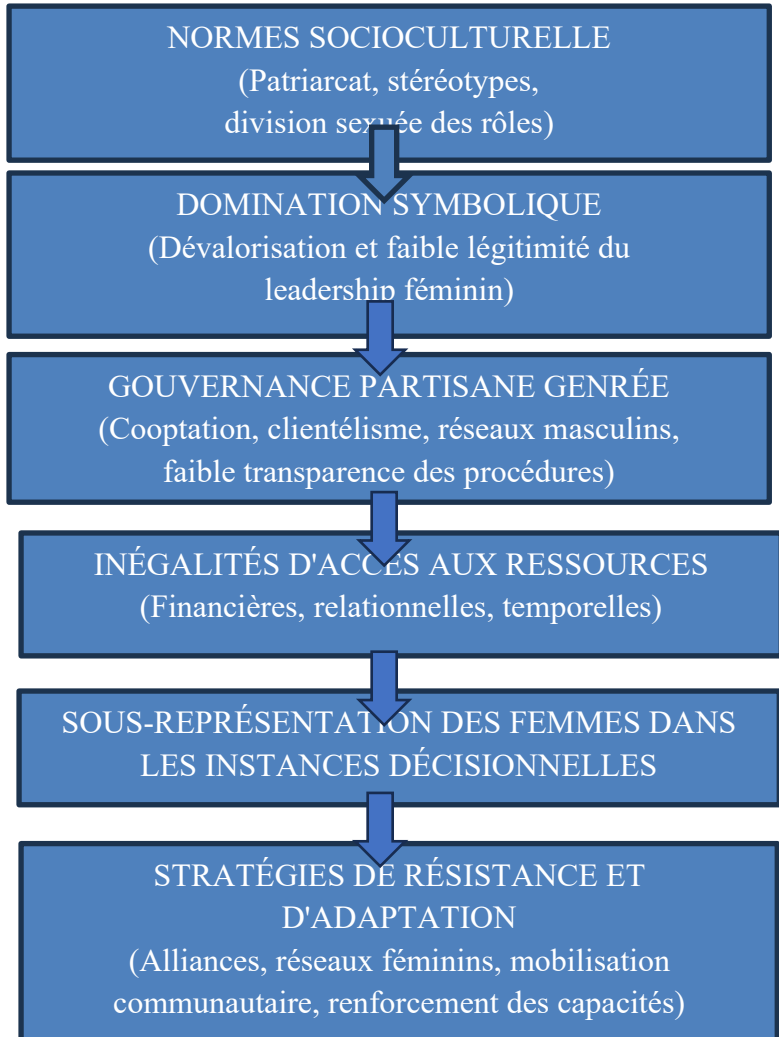 NORMES SOCIOCULTURELLE
(Patriarcat, stéréotypes,
division sexuée des rôles)
DOMINATION SYMBOLIQUE
(Dévalorisation et faible légitimité du
leadership féminin)
GOUVERNANCE PARTISANE GENRÉE
(Cooptation, clientélisme, réseaux masculins,
faible transparence des procédures)
INÉGALITÉS D'ACCÈS AUX RESSOURCES
(Financières, relationnelles, temporelles)
SOUS-REPRÉSENTATION DES FEMMES DANS
LES INSTANCES DÉCISIONNELLES
STRATÉGIES DE RÉSISTANCE ET
D'ADAPTATION
(Alliances, réseaux féminins, mobilisation
communautaire, renforcement des capacités)